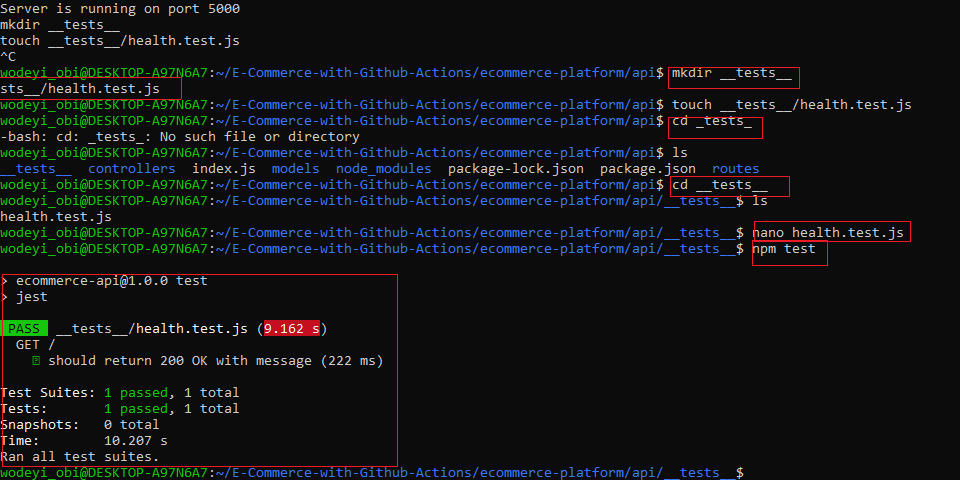 Server is running on port 5000
mkdir __tests__
touch __tests__/health.test.js
^C
wodeyi_obi@DESKTOP-A97N6A7:~/E-Commerce-with-Github-Actions/ecommerce-platform/api$ mkdir __tests__
sts__/health.test.js
wodeyi_obi@DESKTOP-A97N6A7:~/E-Commerce-with-Github-Actions/ecommerce-platform/api$ touch __tests__/health.test.js
wodeyi_obi@DESKTOP-A97N6A7:~/E-Commerce-with-Github-Actions/ecommerce-platform/api$ cd _tests_
-bash: cd: _tests_: No such file or directory
wodeyi_obi@DESKTOP-A97N6A7:~/E-Commerce-with-Github-Actions/ecommerce-platform/api$ ls
__tests__  controllers  index.js  models  node_modules  package-lock.json  package.json  routes
wodeyi_obi@DESKTOP-A97N6A7:~/E-Commerce-with-Github-Actions/ecommerce-platform/api$ cd __tests__
wodeyi_obi@DESKTOP-A97N6A7:~/E-Commerce-with-Github-Actions/ecommerce-platform/api/__tests__$ ls
health.test.js
wodeyi_obi@DESKTOP-A97N6A7:~/E-Commerce-with-Github-Actions/ecommerce-platform/api/__tests__$ nano health.test.js
wodeyi_obi@DESKTOP-A97N6A7:~/E-Commerce-with-Github-Actions/ecommerce-platform/api/__tests__$ npm test
> ecommerce-api@1.0.0 test
> jest
PASS __tests__/health.test.js (9.162 s)
GET /
should return 200 OK with message (222 ms)
Test Suites: 1 passed, 1 total
Tests:       1 passed, 1 total
Snapshots:   0 total
Time:        10.207 s
Ran all test suites.
wodeyi_obi@DESKTOP-A97N6A7:~/E-Commerce-with-Github-Actions/ecommerce-platform/api/__tests__$